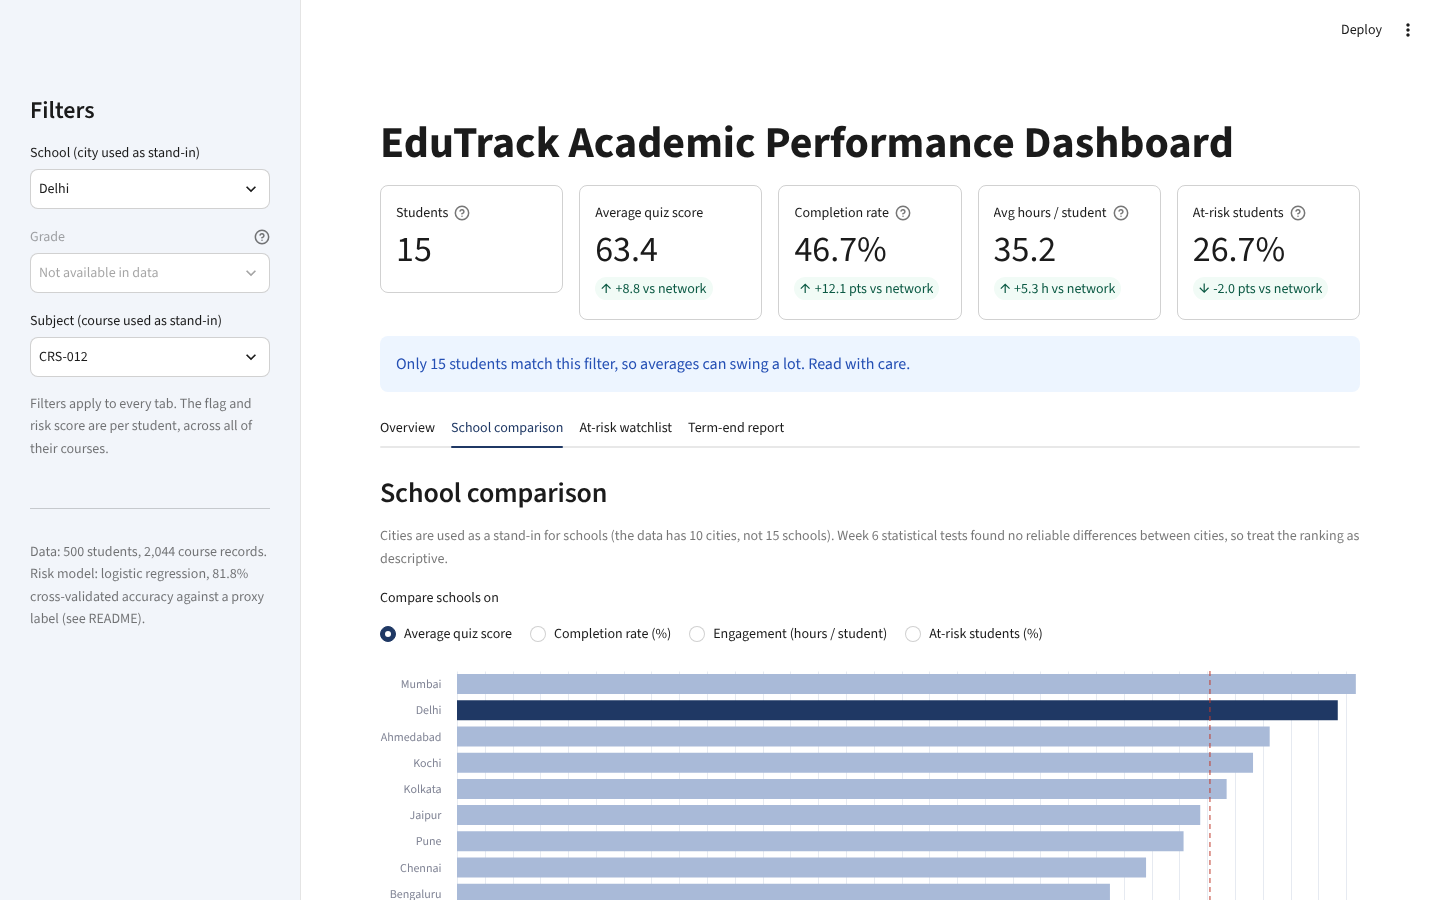 Deploy
Filters
School (city used as stand-in)
Delhi
Grade
Not available in data
Subject (course used as stand-in)
CRS-012
Filters apply to every tab. The flag and
risk score are per student, across all of
their courses.
Data: 500 students, 2,044 course records.
Risk model: logistic regression, 81.8%
cross-validated accuracy against a proxy
label (see README).
EduTrack Academic Performance Dashboard
Students
15
Average quiz score
63.4
↑ +8.8 vs network
Completion rate
46.7%
↑ +12.1 pts vs network
Avg hours / student
35.2
↑ +5.3 h vs network
At-risk students
26.7%
↓ -2.0 pts vs network
Only 15 students match this filter, so averages can swing a lot. Read with care.
Overview School comparison At-risk watchlist Term-end report
School comparison
Cities are used as a stand-in for schools (the data has 10 cities, not 15 schools). Week 6 statistical tests found no reliable differences between cities, so treat the ranking as
descriptive.
Compare schools on
Average quiz score Completion rate (%) Engagement (hours / student) At-risk students (%)
Mumbai
Delhi
Ahmedabad
Kochi
Kolkata
Jaipur
Pune
Chennai
Bengaluru